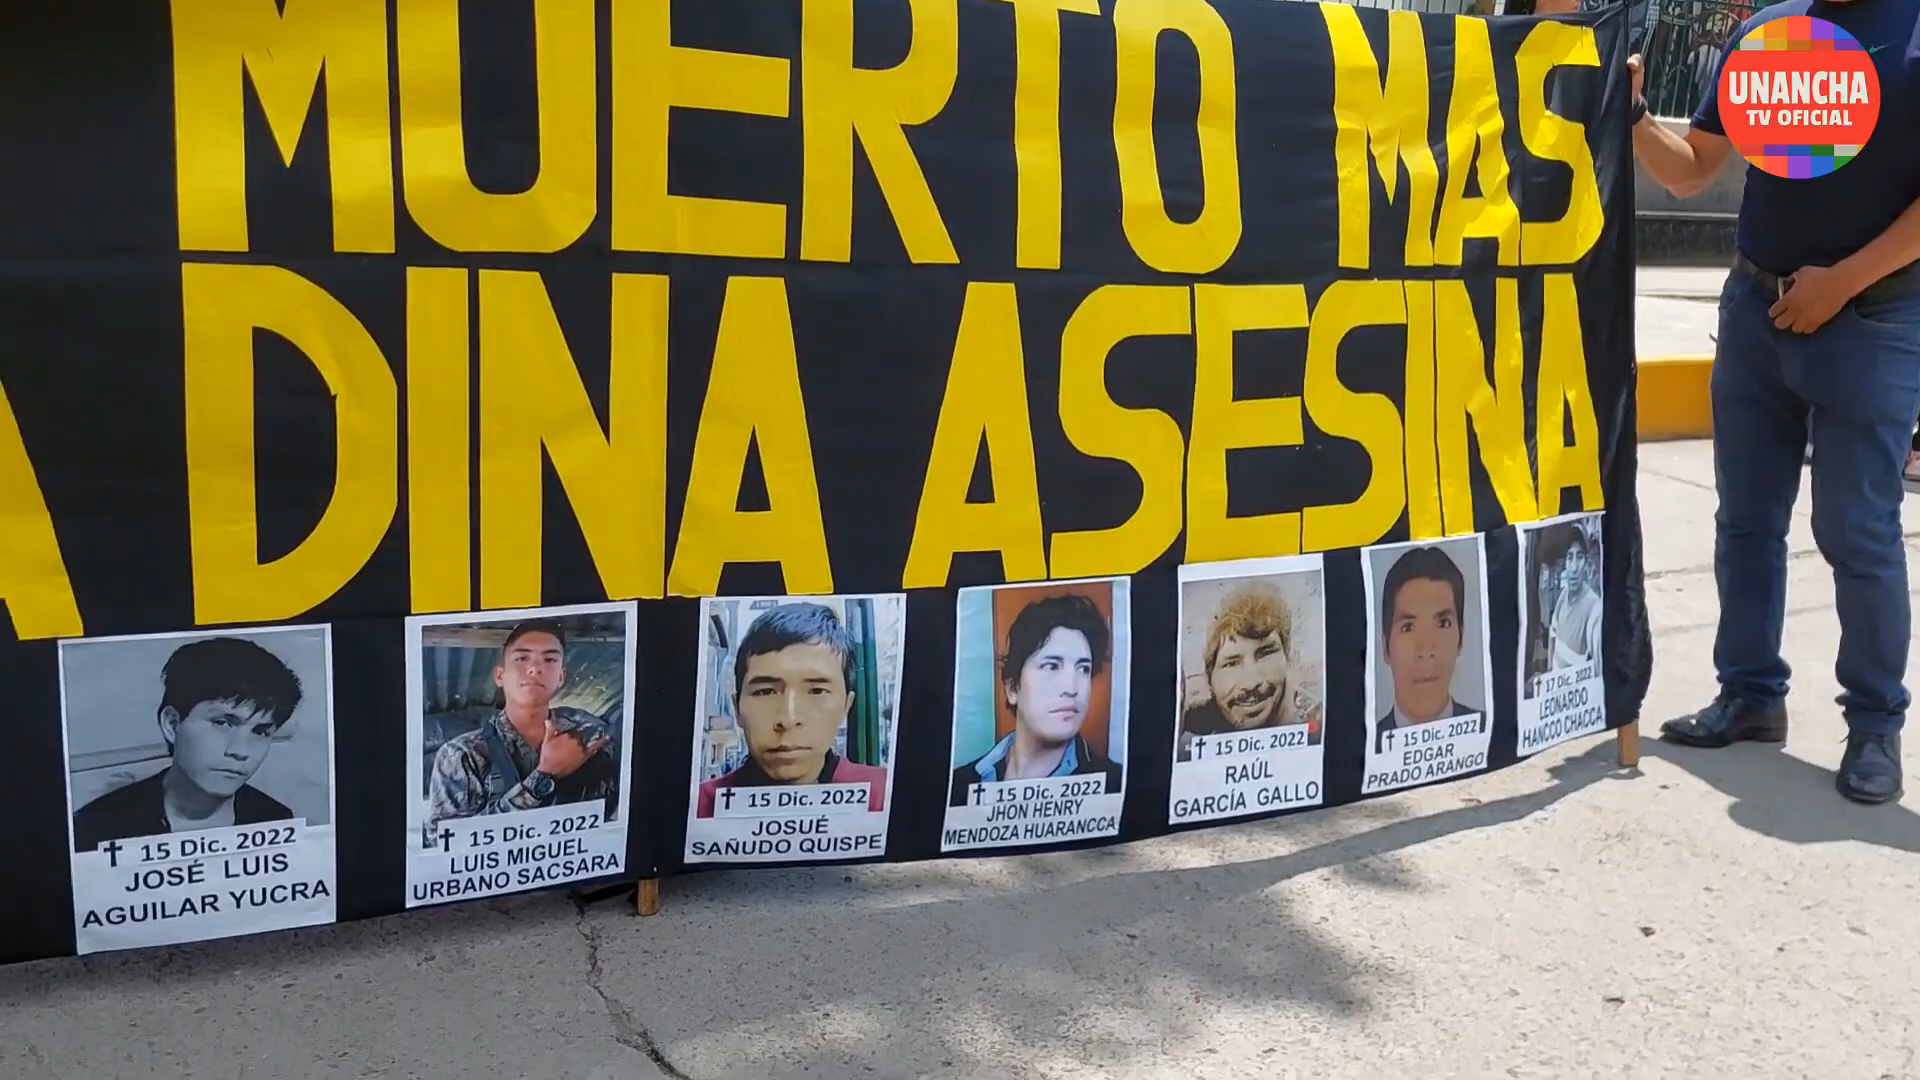 MUERTO MAS
DINA ASESINA
15 Dic. 2022
JOSÉ LUIS
AGUILAR YUCRA
15 Dic. 2022
LUIS MIGUEL
URBANO SACSARA
15 Dic. 2022
JOSUÉ
SAÑUDO QUISPE
15 Dic. 2022
JHON HENRY
MENDOZA HUARANCCA
15 Dic. 2022
RAÚL
GARCÍA GALLO
15 Dic. 2022
EDGAR
PRADO ARANGO
17 Dic. 2022
LEONARDO
HANCCO CHACCA
UNANCHA
TV OFICIAL